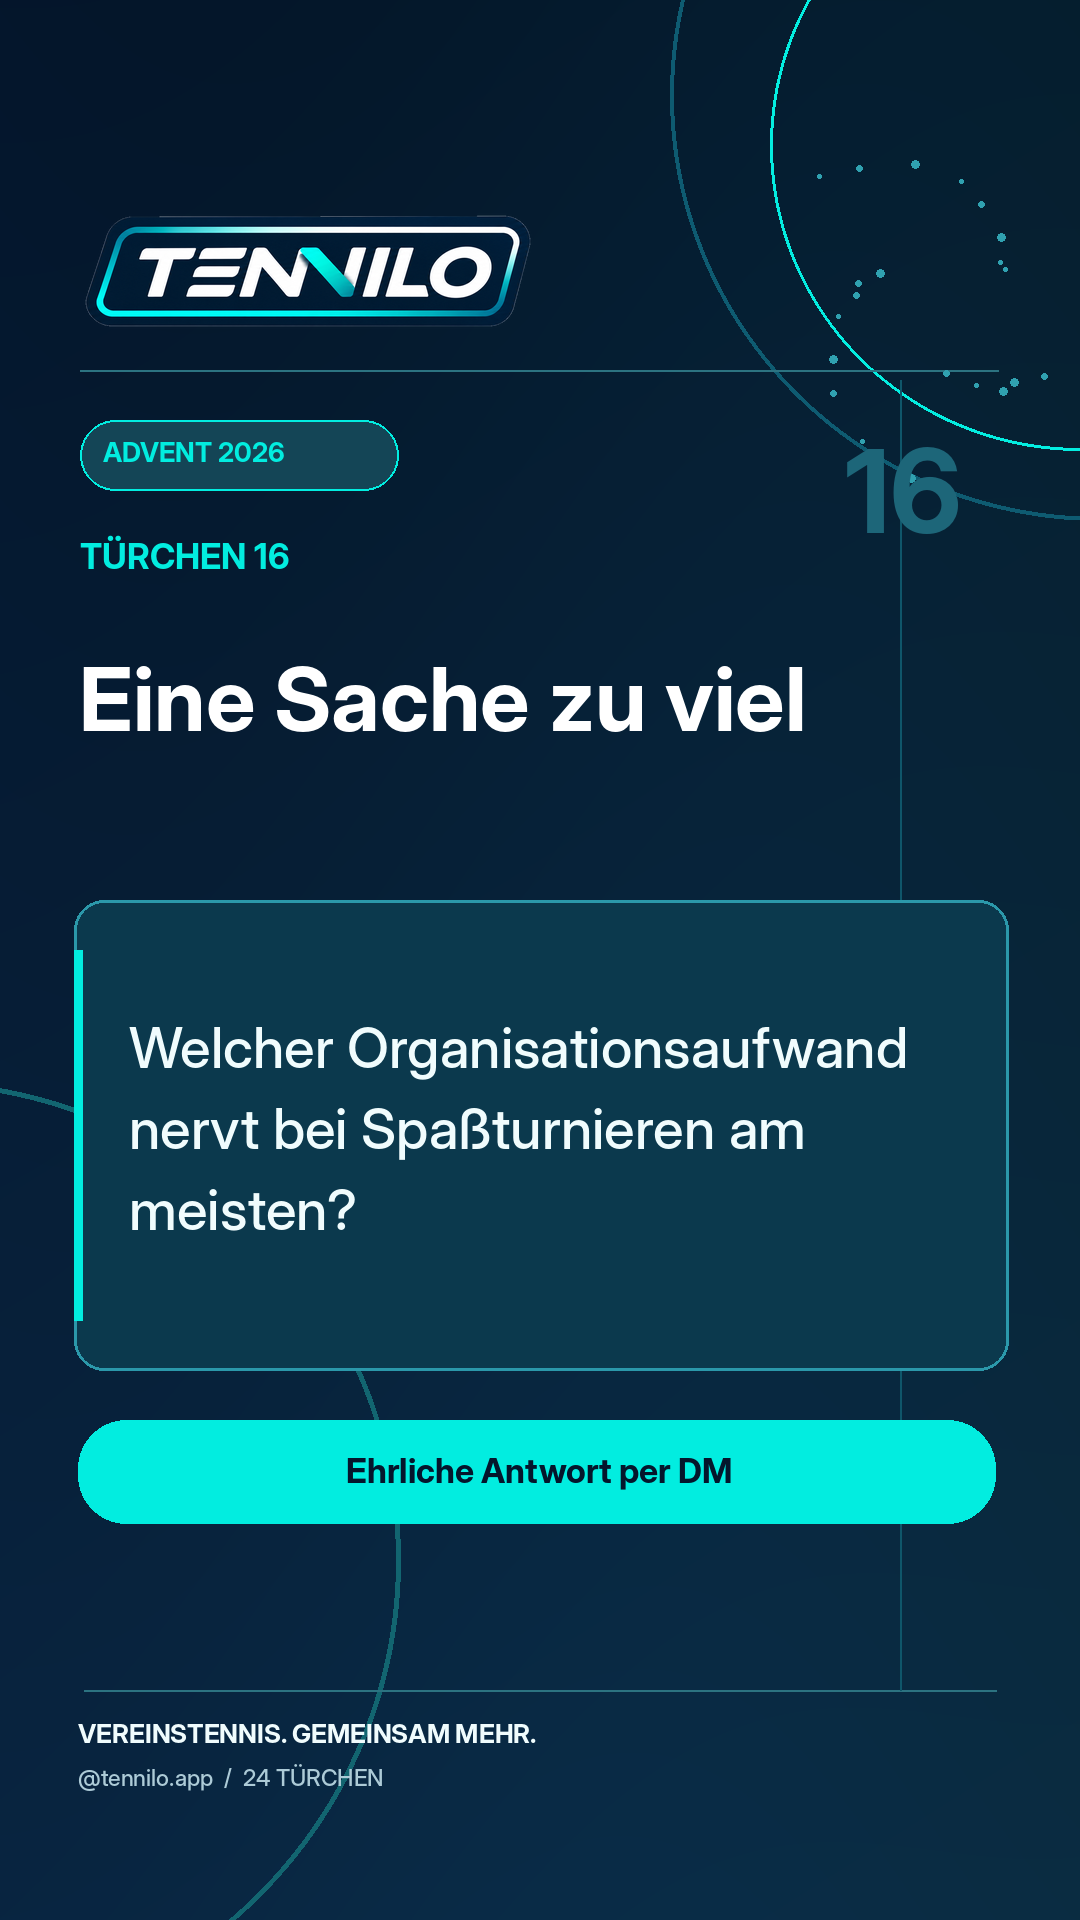 TENNILO
ADVENT 2026
16
TÜRCHEN 16
Eine Sache zu viel
Welcher Organisationsaufwand
nervt bei Spaßturnieren am
meisten?
Ehrliche Antwort per DM
VEREINSTENNIS. GEMEINSAM MEHR.
@tennilo.app / 24 TÜRCHEN